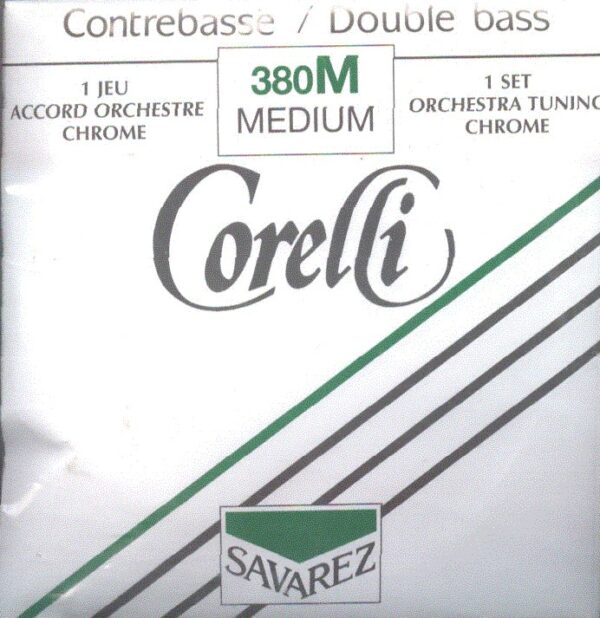 Contrebasse / Double bass
1 JEU
ACCORD ORCHESTRE
CHROME
380M
MEDIUM
1 SET
ORCHESTRA TUNING
CHROME
Corelli
SAVAREZ